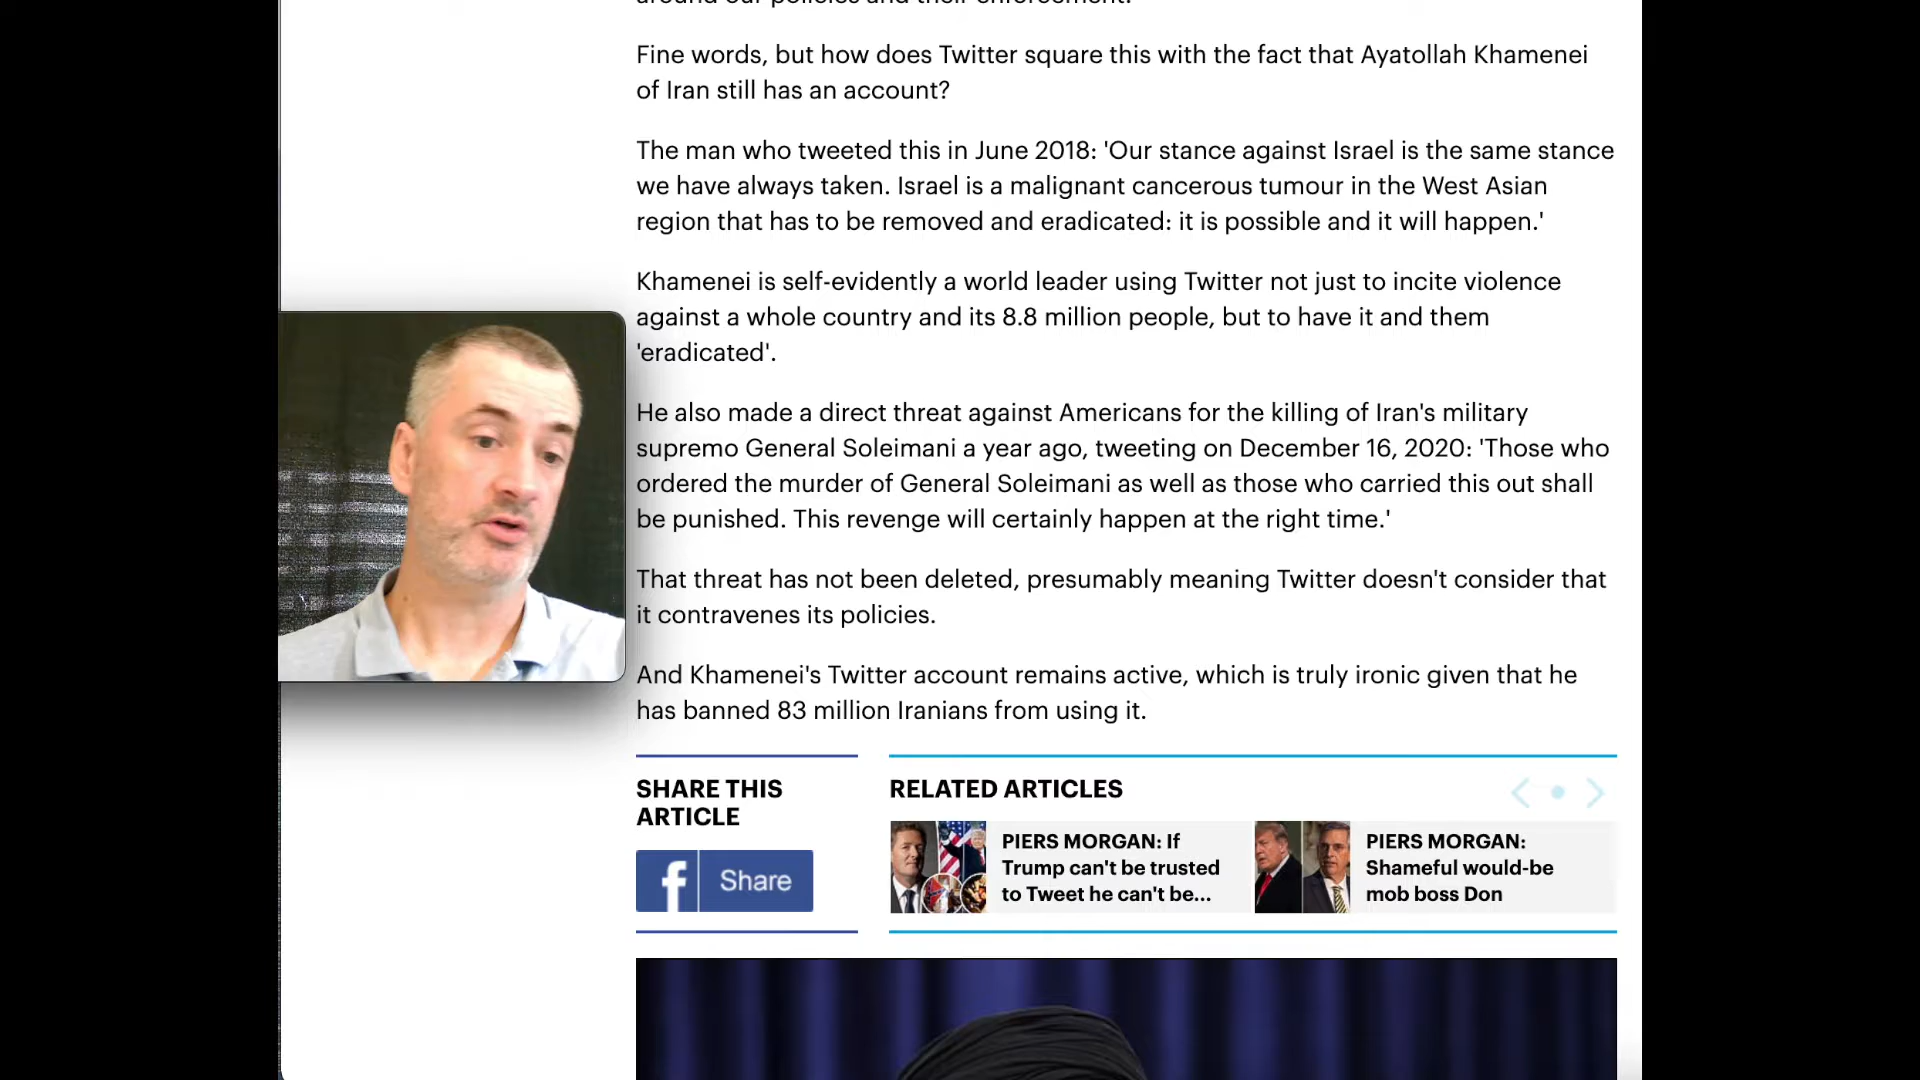 around our policies and their enforcement.'
Fine words, but how does Twitter square this with the fact that Ayatollah Khamenei
of Iran still has an account?
The man who tweeted this in June 2018: 'Our stance against Israel is the same stance
we have always taken. Israel is a malignant cancerous tumour in the West Asian
region that has to be removed and eradicated: it is possible and it will happen.'
Khamenei is self-evidently a world leader using Twitter not just to incite violence
against a whole country and its 8.8 million people, but to have it and them
'eradicated'.
He also made a direct threat against Americans for the killing of Iran's military
supremo General Soleimani a year ago, tweeting on December 16, 2020: 'Those who
ordered the murder of General Soleimani as well as those who carried this out shall
be punished. This revenge will certainly happen at the right time.'
That threat has not been deleted, presumably meaning Twitter doesn't consider that
it contravenes its policies.
And Khamenei's Twitter account remains active, which is truly ironic given that he
has banned 83 million Iranians from using it.
SHARE THIS
ARTICLE
f Share
RELATED ARTICLES
PIERS MORGAN: If
Trump can't be trusted
to Tweet he can't be...
PIERS MORGAN:
Shameful would-be
mob boss Don